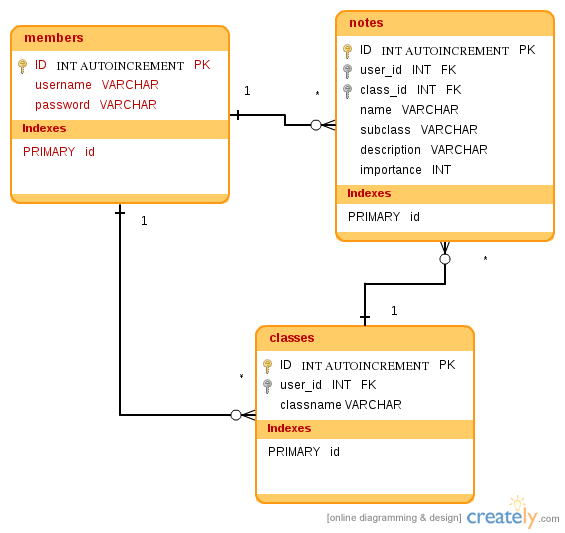 members
ID INT AUTOINCREMENT PK
username VARCHAR
password VARCHAR
Indexes
PRIMARY id
notes
ID INT AUTOINCREMENT PK
user_id INT FK
class_id INT FK
name VARCHAR
subclass VARCHAR
description VARCHAR
importance INT
Indexes
PRIMARY id
1
*
1
*
1
*
classes
ID INT AUTOINCREMENT PK
user_id INT FK
classname VARCHAR
Indexes
PRIMARY id
[online diagramming & design] creately.com